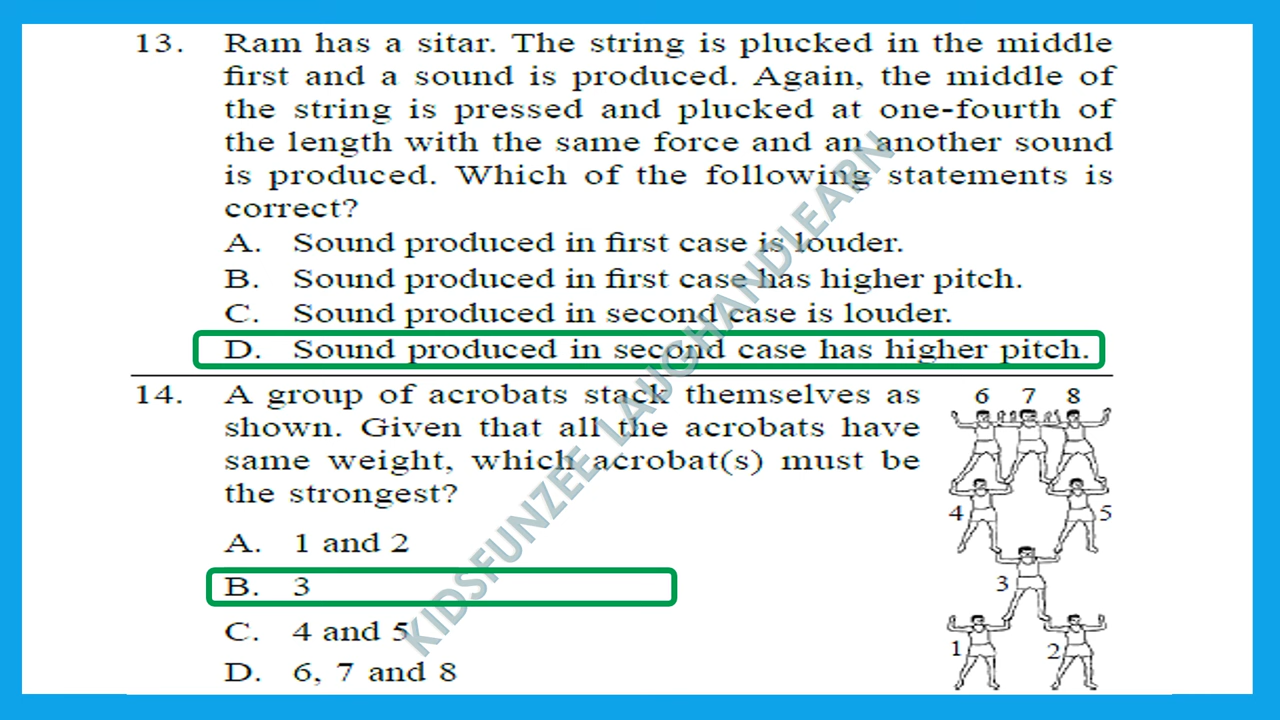 13. Ram has a sitar. The string is plucked in the middle
first and a sound is produced. Again, the middle of
the string is pressed and plucked at one-fourth of
the length with the same force and an another sound
is produced. Which of the following statements is
correct?
A. Sound produced in first case is louder.
B. Sound produced in first case has higher pitch.
C. Sound produced in second case is louder.
D. Sound produced in second case has higher pitch.
14. A group of acrobats stack themselves as
shown. Given that all the acrobats have
same weight, which acrobat(s) must be
the strongest?
A. 1 and 2
B. 3
C. 4 and 5
D. 6, 7 and 8
6 7 8
4 5
3
1 2
KIDSFUNZEE LAUGHANDLEARN